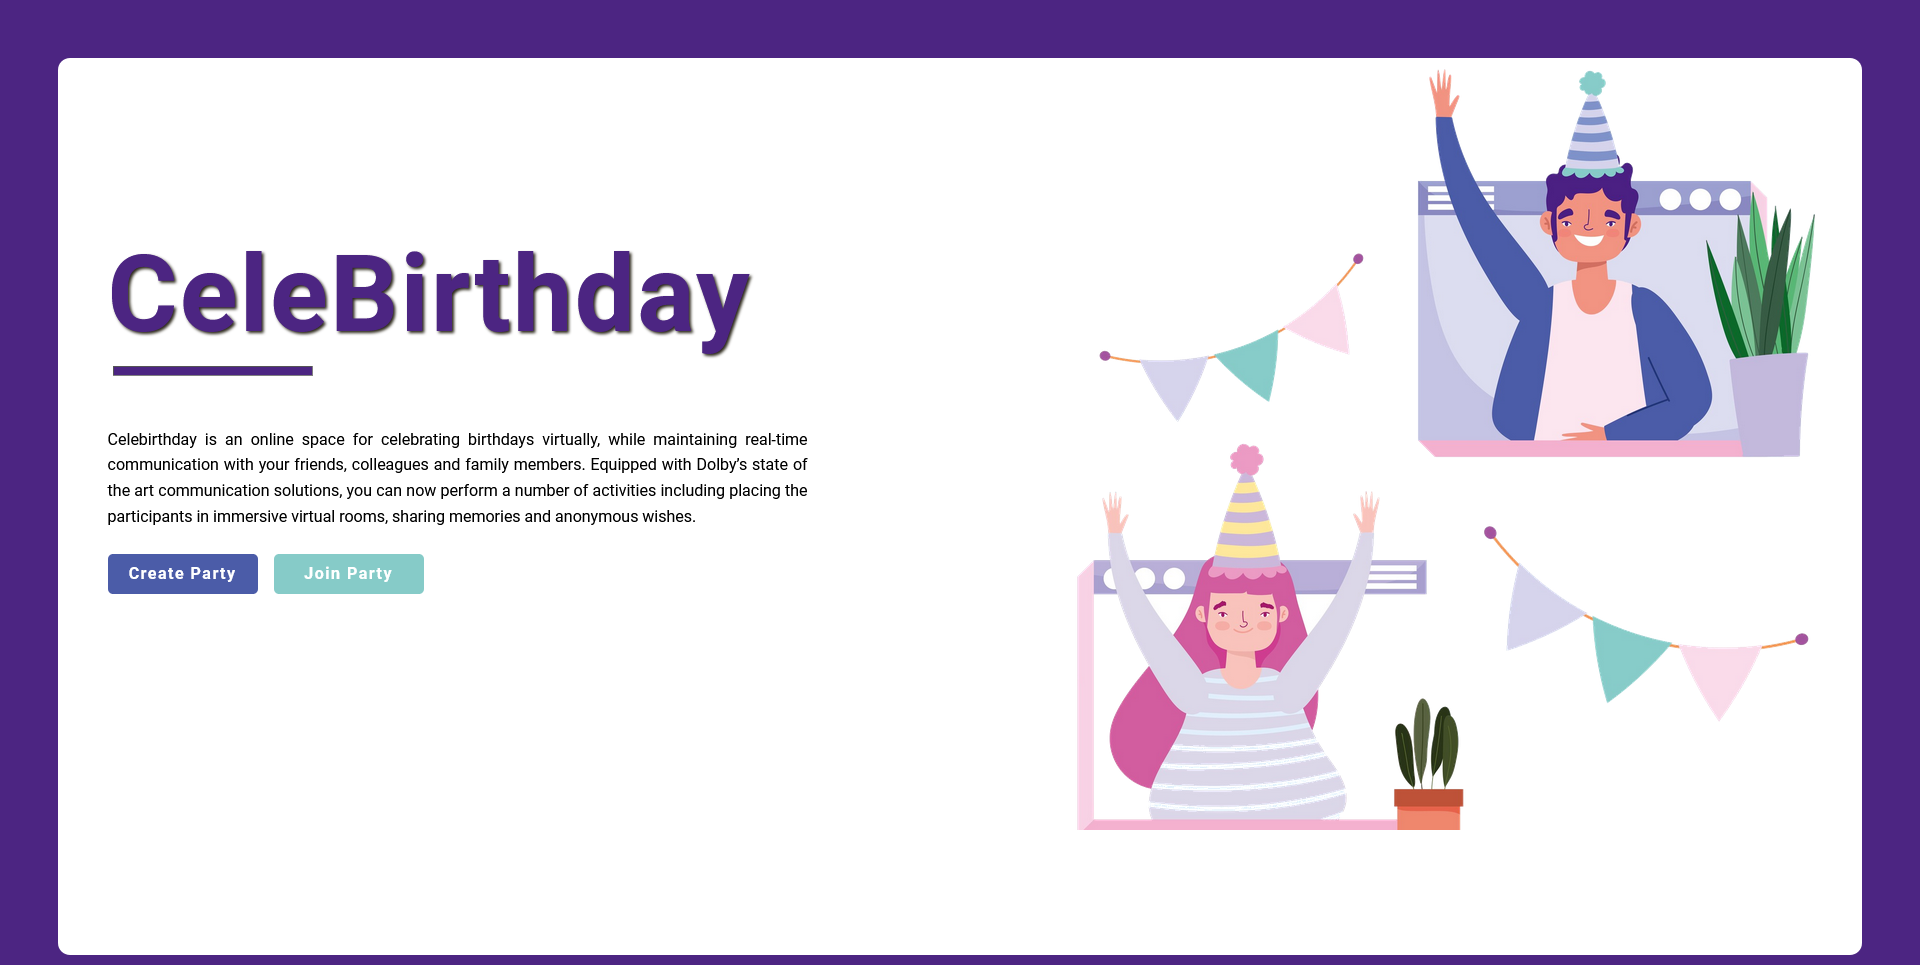 CeleBirthday
Celebirthday is an online space for celebrating birthdays virtually, while maintaining real-time
communication with your friends, colleagues and family members. Equipped with Dolby’s state of
the art communication solutions, you can now perform a number of activities including placing the
participants in immersive virtual rooms, sharing memories and anonymous wishes.
Create Party
Join Party